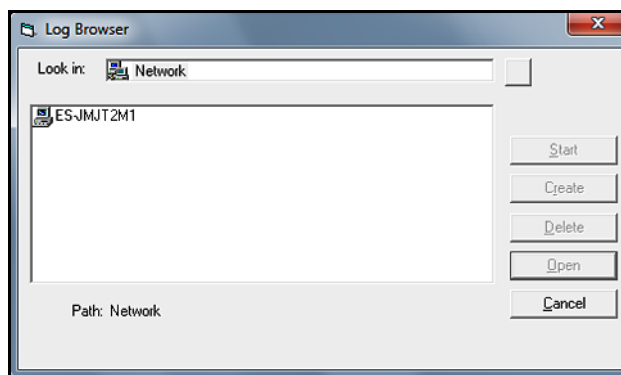 Log Browser
Look in: Network
ES-JMJT2M1
Start
Create
Delete
Open
Cancel
Path: Network